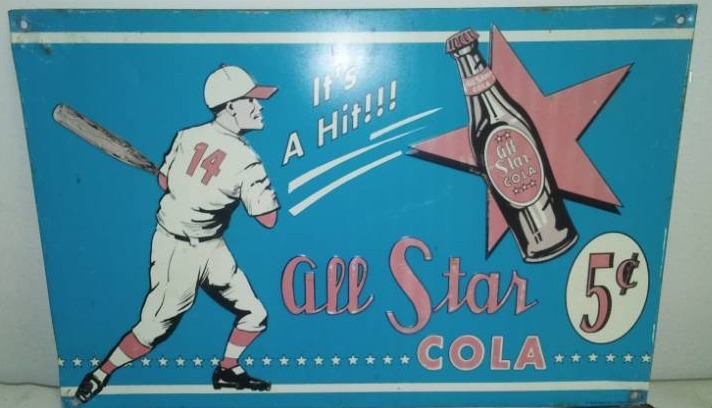 It's
A Hit!!!
14
all
Star
COLA
all Star
COLA
5¢